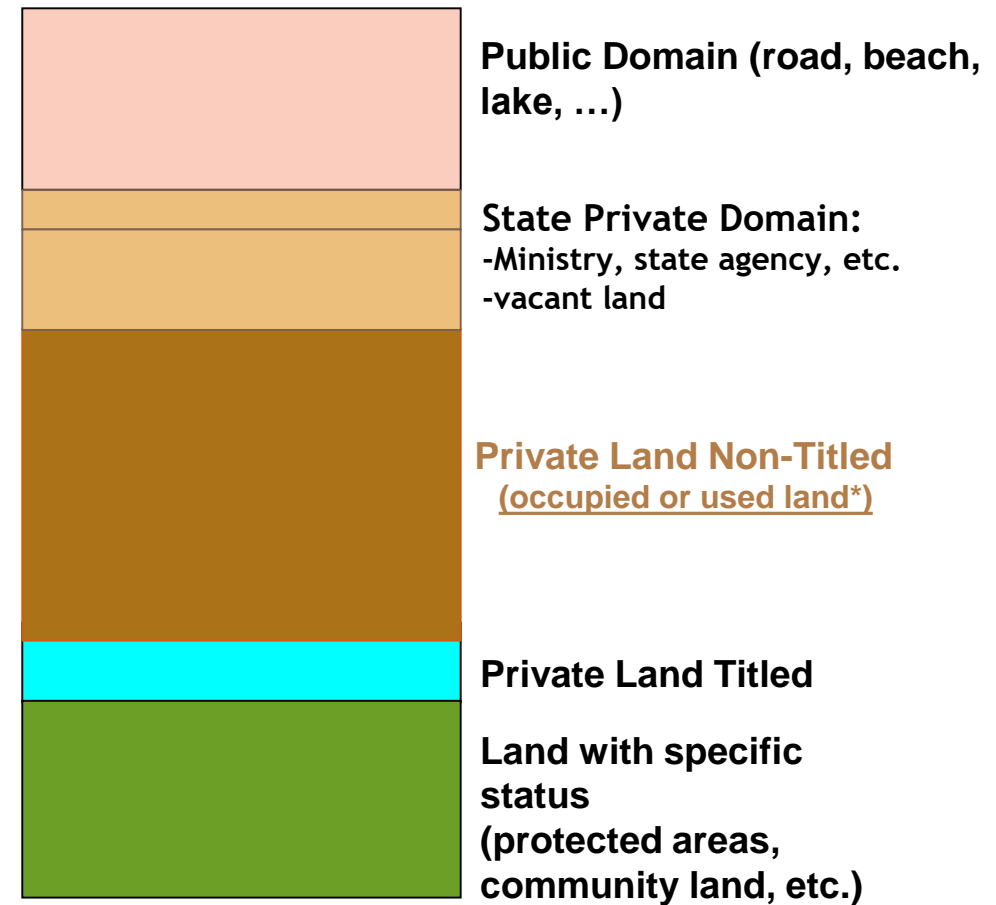 Public Domain (road, beach,
lake, …)
State Private Domain:
-Ministry, state agency, etc.
-vacant land
Private Land Non-Titled
(occupied or used land*)
Private Land Titled
Land with specific
status
(protected areas,
community land, etc.)